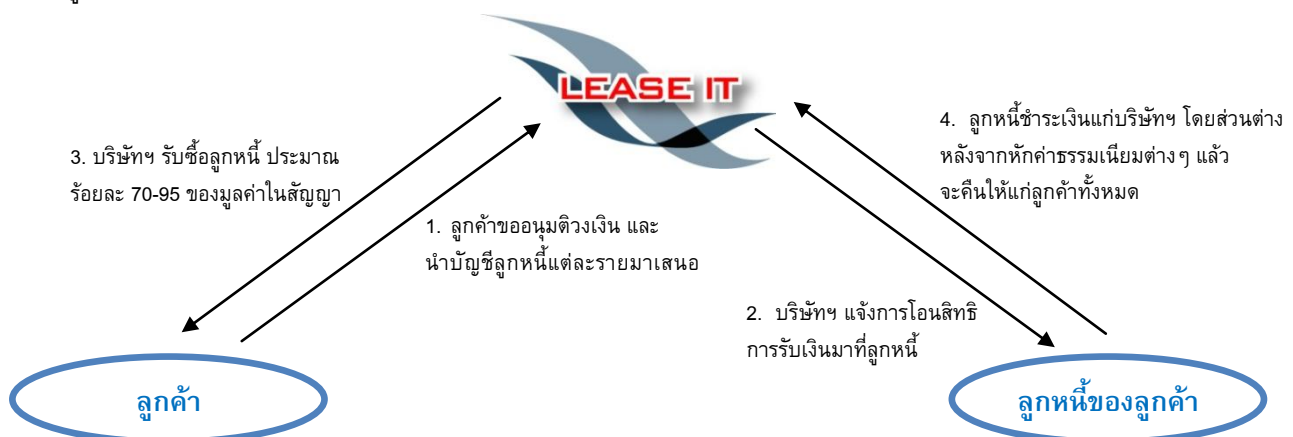 LEASE IT
4. ลูกหนี้ชำระเงินแก่บริษัทฯ โดยส่วนต่าง
หลังจากหักค่าธรรมเนียมต่างๆ แล้ว
จะคืนให้แก่ลูกค้าทั้งหมด
3. บริษัทฯ รับซื้อลูกหนี้ ประมาณ
ร้อยละ 70-95 ของมูลค่าในสัญญา
1. ลูกค้าขออนุมติวงเงิน และ
นำบัญชีลูกหนี้แต่ละรายมาเสนอ
2. บริษัทฯ แจ้งการโอนสิทธิ
การรับเงินมาที่ลูกหนี้
ลูกค้า
ลูกหนี้ของลูกค้า